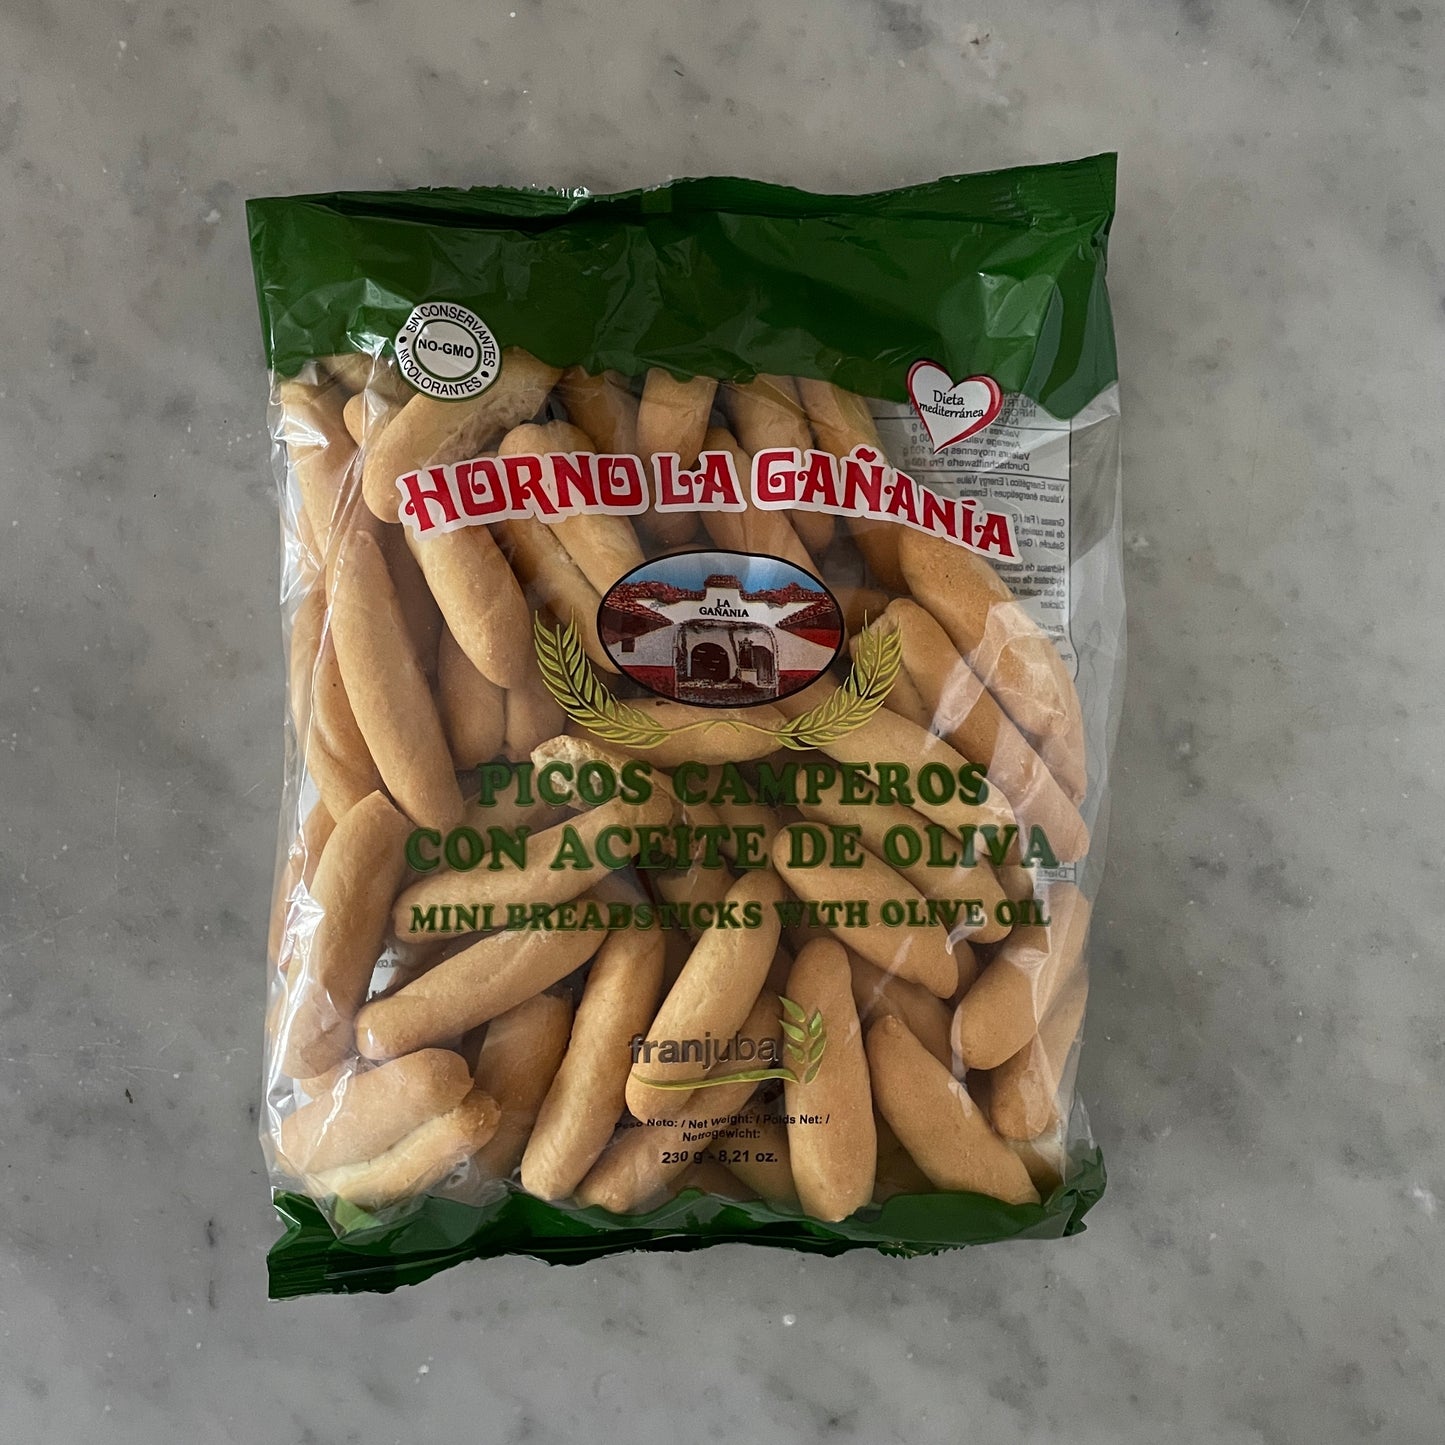 SIN CONSERVANTES
NO-GMO
NI COLORANTES
Dieta
mediterránea
HORNO LA GAÑANÍA
LA
GAÑANIA
PICOS CAMPEROS
CON ACEITE DE OLIVA
MINI BREADSTICKS WITH OLIVE OIL
franjuba
Peso Neto: / Net Weight: / Poids Net: /
Nettogewicht:
230 g - 8,21 oz.